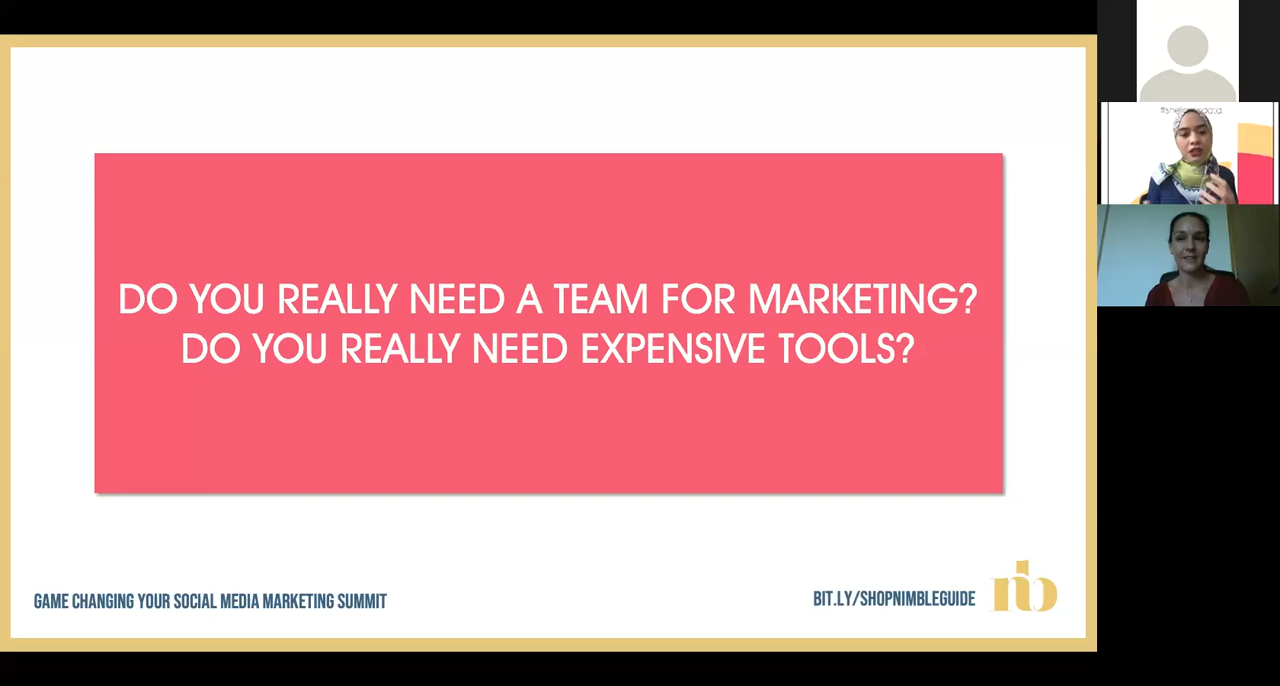 DO YOU REALLY NEED A TEAM FOR MARKETING?
DO YOU REALLY NEED EXPENSIVE TOOLS?
GAME CHANGING YOUR SOCIAL MEDIA MARKETING SUMMIT
BIT.LY/SHOPNIMBLEGUIDE
nb